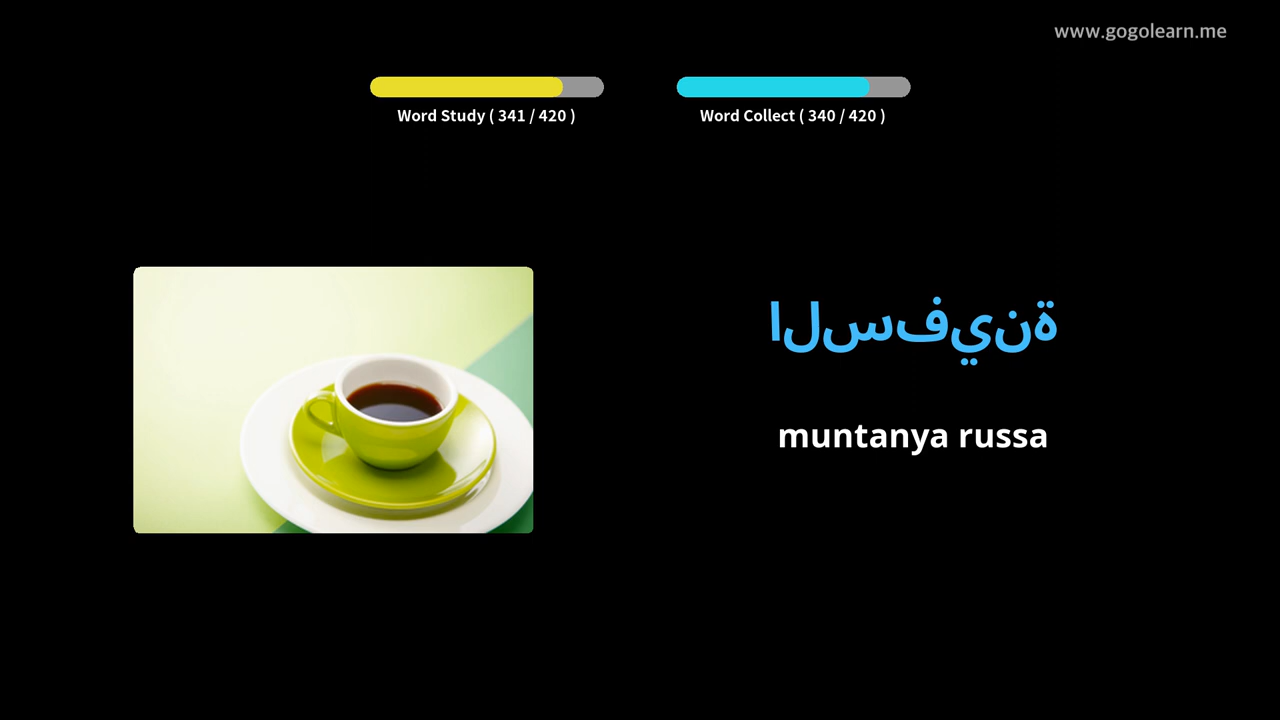 www.gogolearn.me
Word Study ( 341 / 420 )
Word Collect ( 340 / 420 )
السفينة
muntanya russa